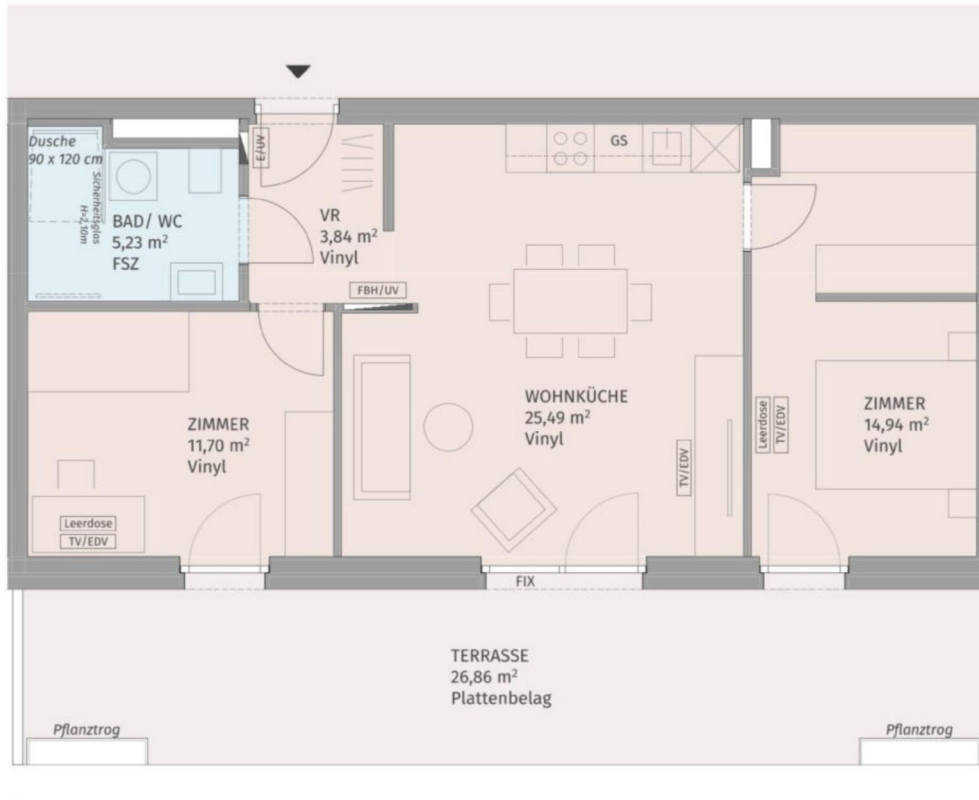 Dusche
90 x 120 cm
Sicherheitsglas
H=2,10m
BAD/ WC
5,23 m²
FSZ
E/UV
VR
3,84 m²
Vinyl
FBH/UV
GS
ZIMMER
11,70 m²
Vinyl
Leerdose
TV/EDV
WOHNKÜCHE
25,49 m²
Vinyl
TV/EDV
Leerdose
TV/EDV
ZIMMER
14,94 m²
Vinyl
FIX
TERRASSE
26,86 m²
Plattenbelag
Pflanztrog
Pflanztrog